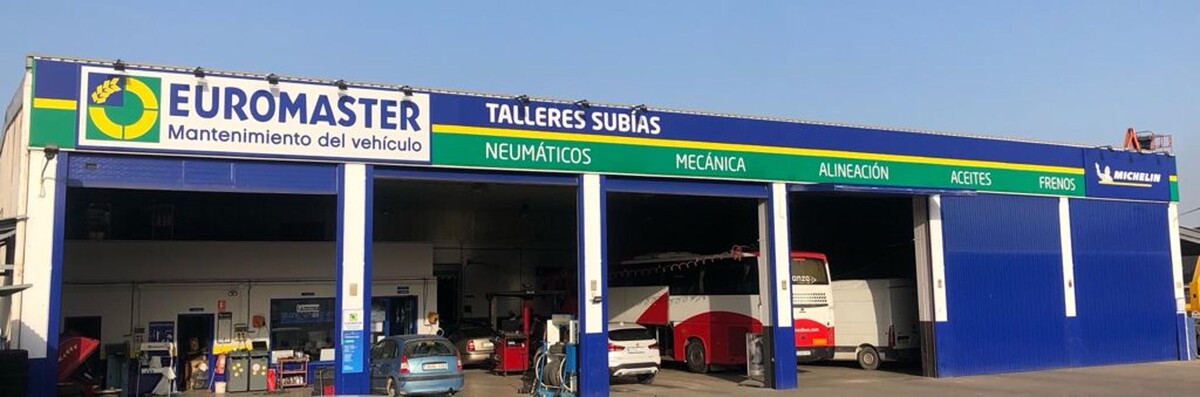 EUROMASTER
Mantenimiento del vehículo
TALLERES SUBÍAS
NEUMÁTICOS MECÁNICA ALINEACIÓN ACEITES FRENOS
MICHELIN